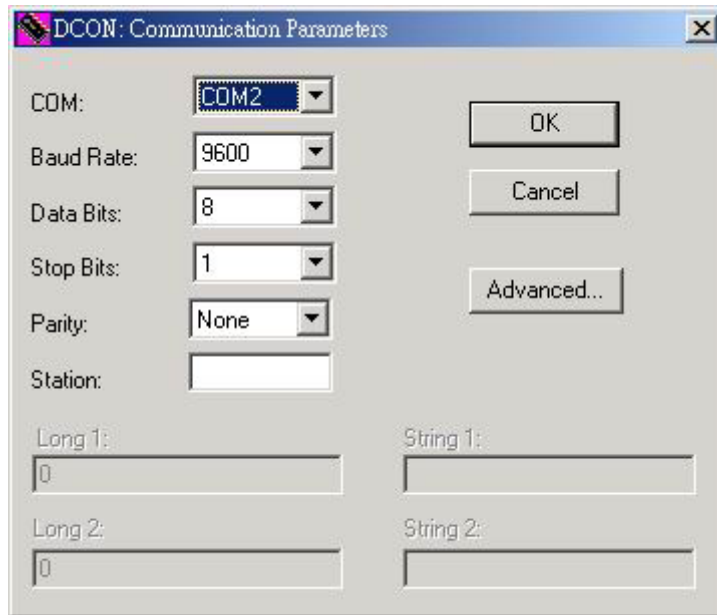 DCON: Communication Parameters
COM: COM2
OK
Baud Rate: 9600
Cancel
Data Bits: 8
Stop Bits: 1
Advanced...
Parity: None
Station:
Long 1:
String 1:
0
Long 2:
String 2:
0